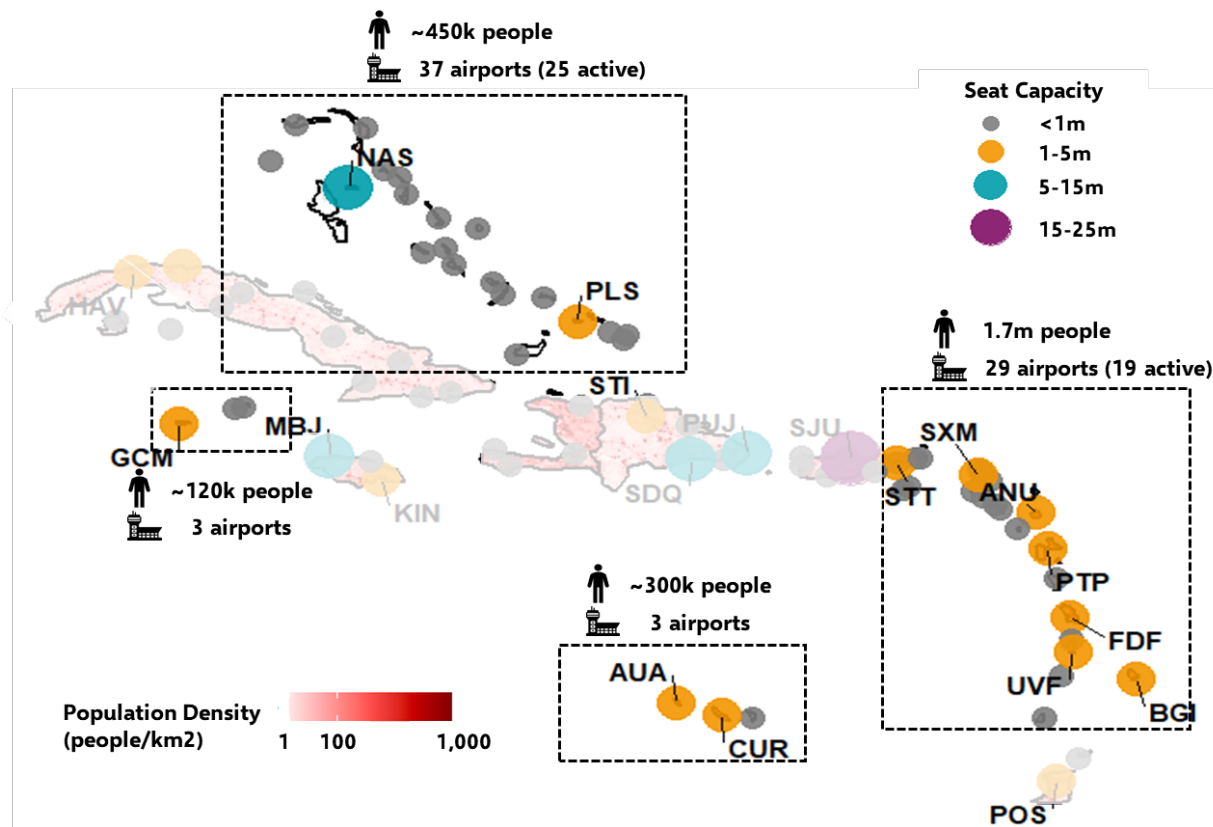 ~450k people
37 airports (25 active)
Seat Capacity
<1m
1-5m
5-15m
15-25m
NAS
HAV
PLS
1.7m people
29 airports (19 active)
STI
MBJ
PUJ
SJU
SXM
GCM
SDQ
STT
ANU
KIN
~120k people
3 airports
~300k people
3 airports
PTP
FDF
AUA
UVF
BGI
CUR
Population Density
(people/km2)
1 100 1,000
POS